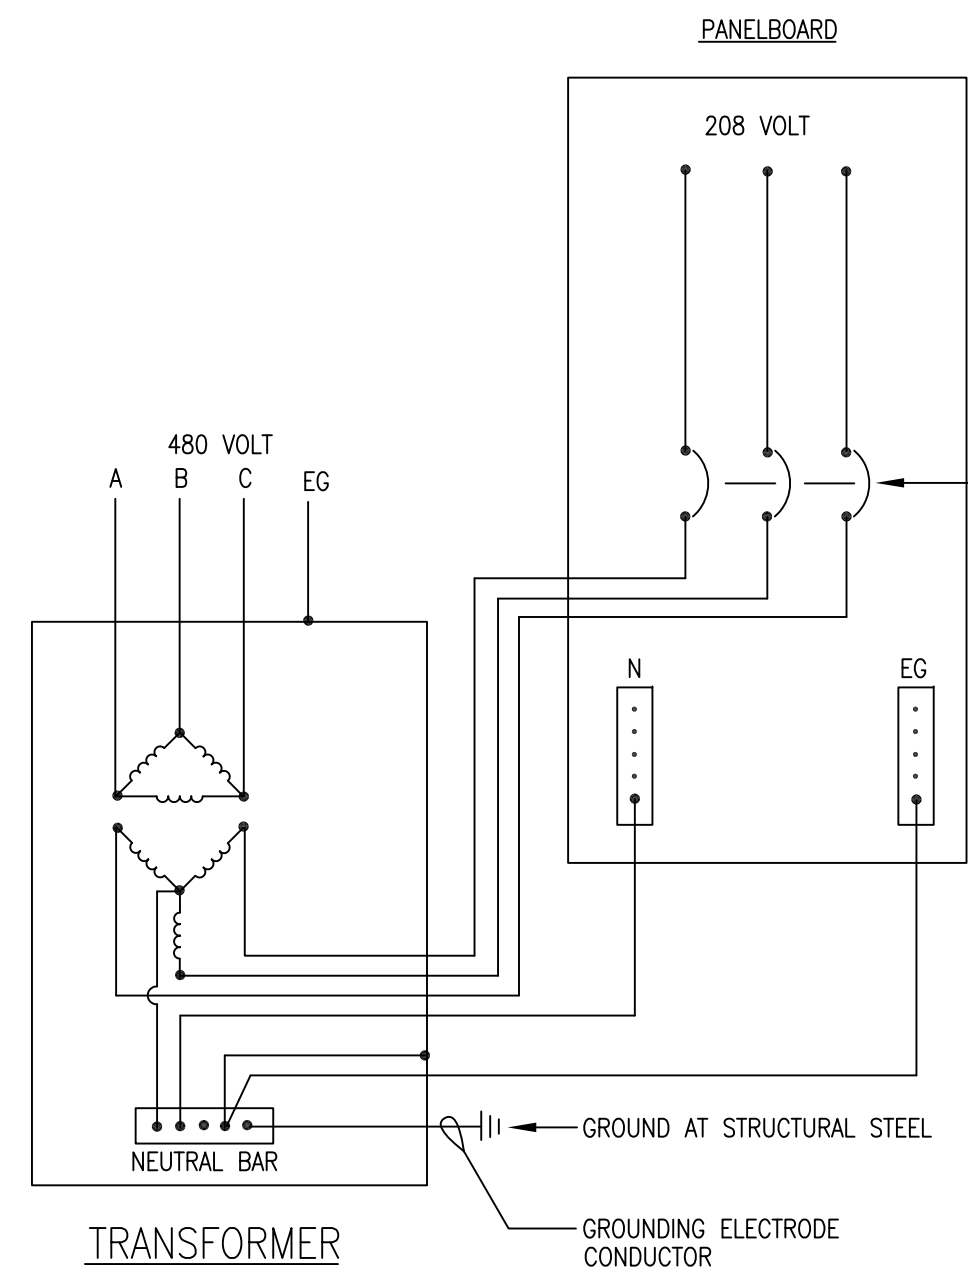 PANELBOARD
208 VOLT
480 VOLT
A B C EG
N EG
GROUND AT STRUCTURAL STEEL
NEUTRAL BAR
TRANSFORMER
GROUNDING ELECTRODE
CONDUCTOR